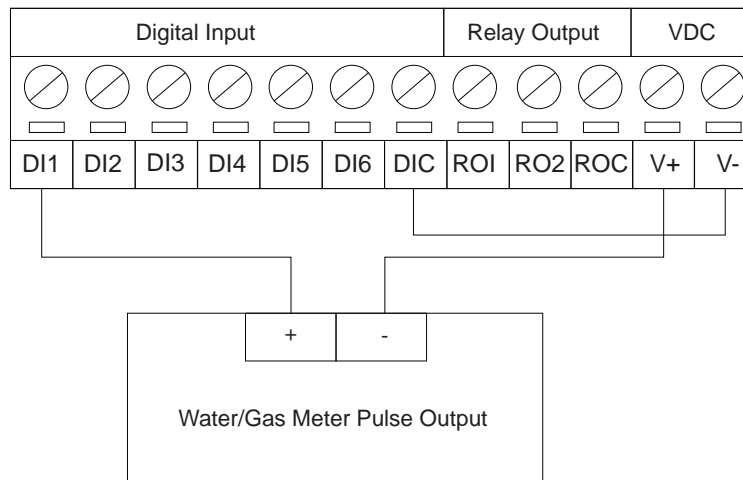 Digital Input Relay Output VDC
DI1 DI2 DI3 DI4 DI5 DI6 DIC ROI RO2 ROC V+ V-
+ -
Water/Gas Meter Pulse Output